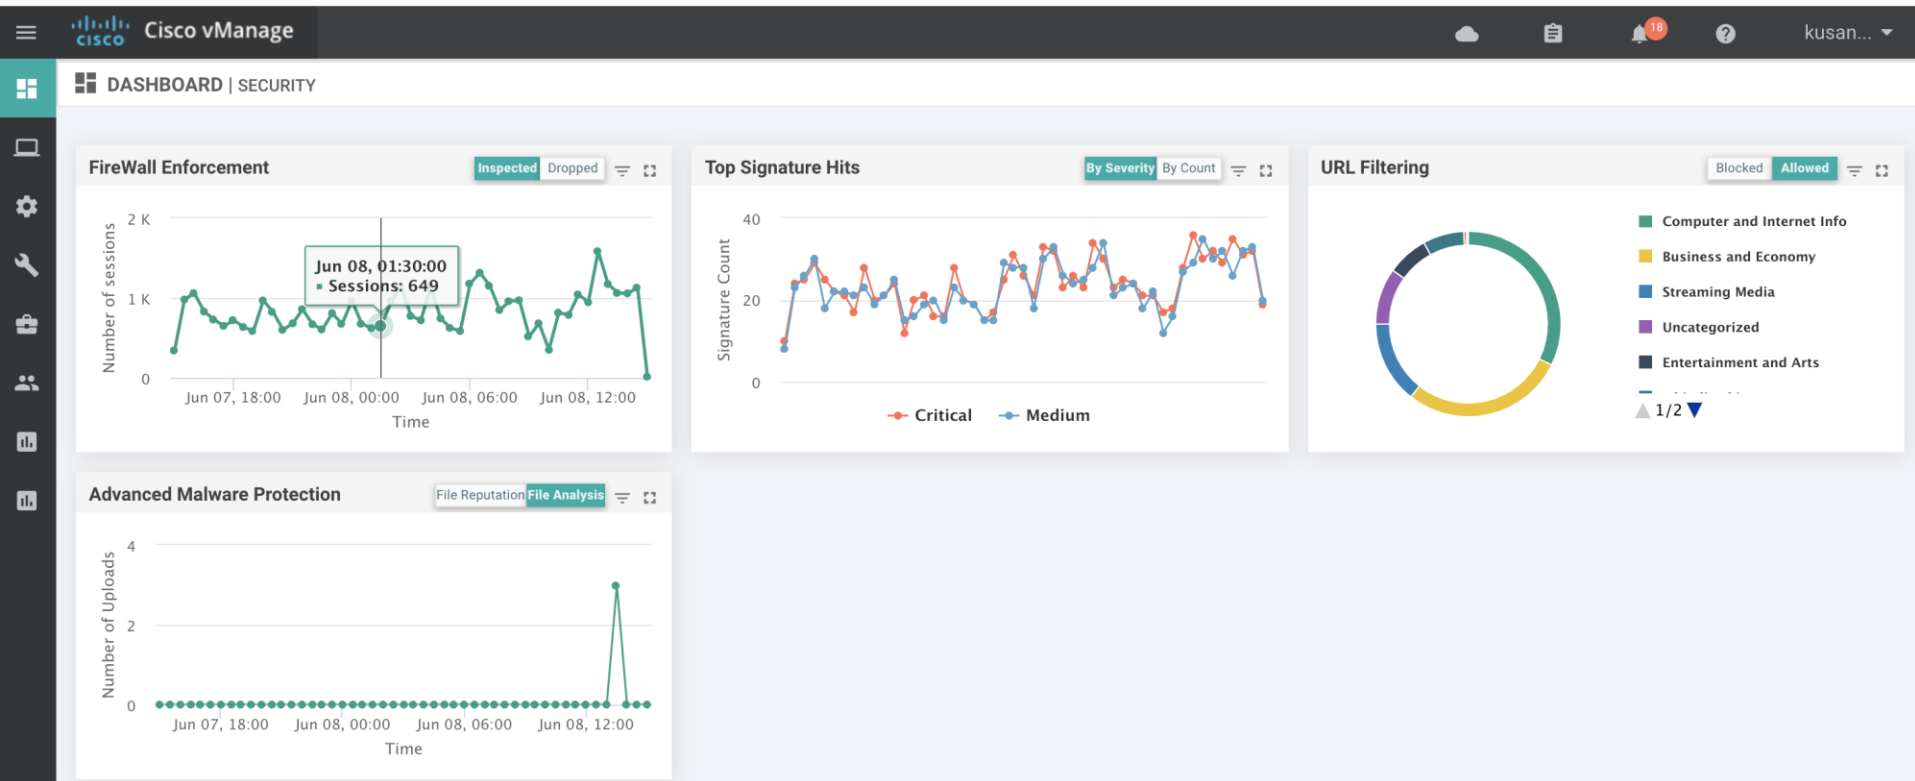 CISCO
Cisco vManage
18
kusan...
DASHBOARD | SECURITY
FireWall Enforcement
Inspected
Dropped
Number of sessions
2 K
1 K
0
Jun 08, 01:30:00
Sessions: 649
Jun 07, 18:00
Jun 08, 00:00
Jun 08, 06:00
Jun 08, 12:00
Time
Top Signature Hits
By Severity
By Count
Signature Count
40
20
0
Critical
Medium
URL Filtering
Blocked
Allowed
Computer and Internet Info
Business and Economy
Streaming Media
Uncategorized
Entertainment and Arts
1/2
Advanced Malware Protection
File Reputation
File Analysis
Number of Uploads
4
2
0
Jun 07, 18:00
Jun 08, 00:00
Jun 08, 06:00
Jun 08, 12:00
Time